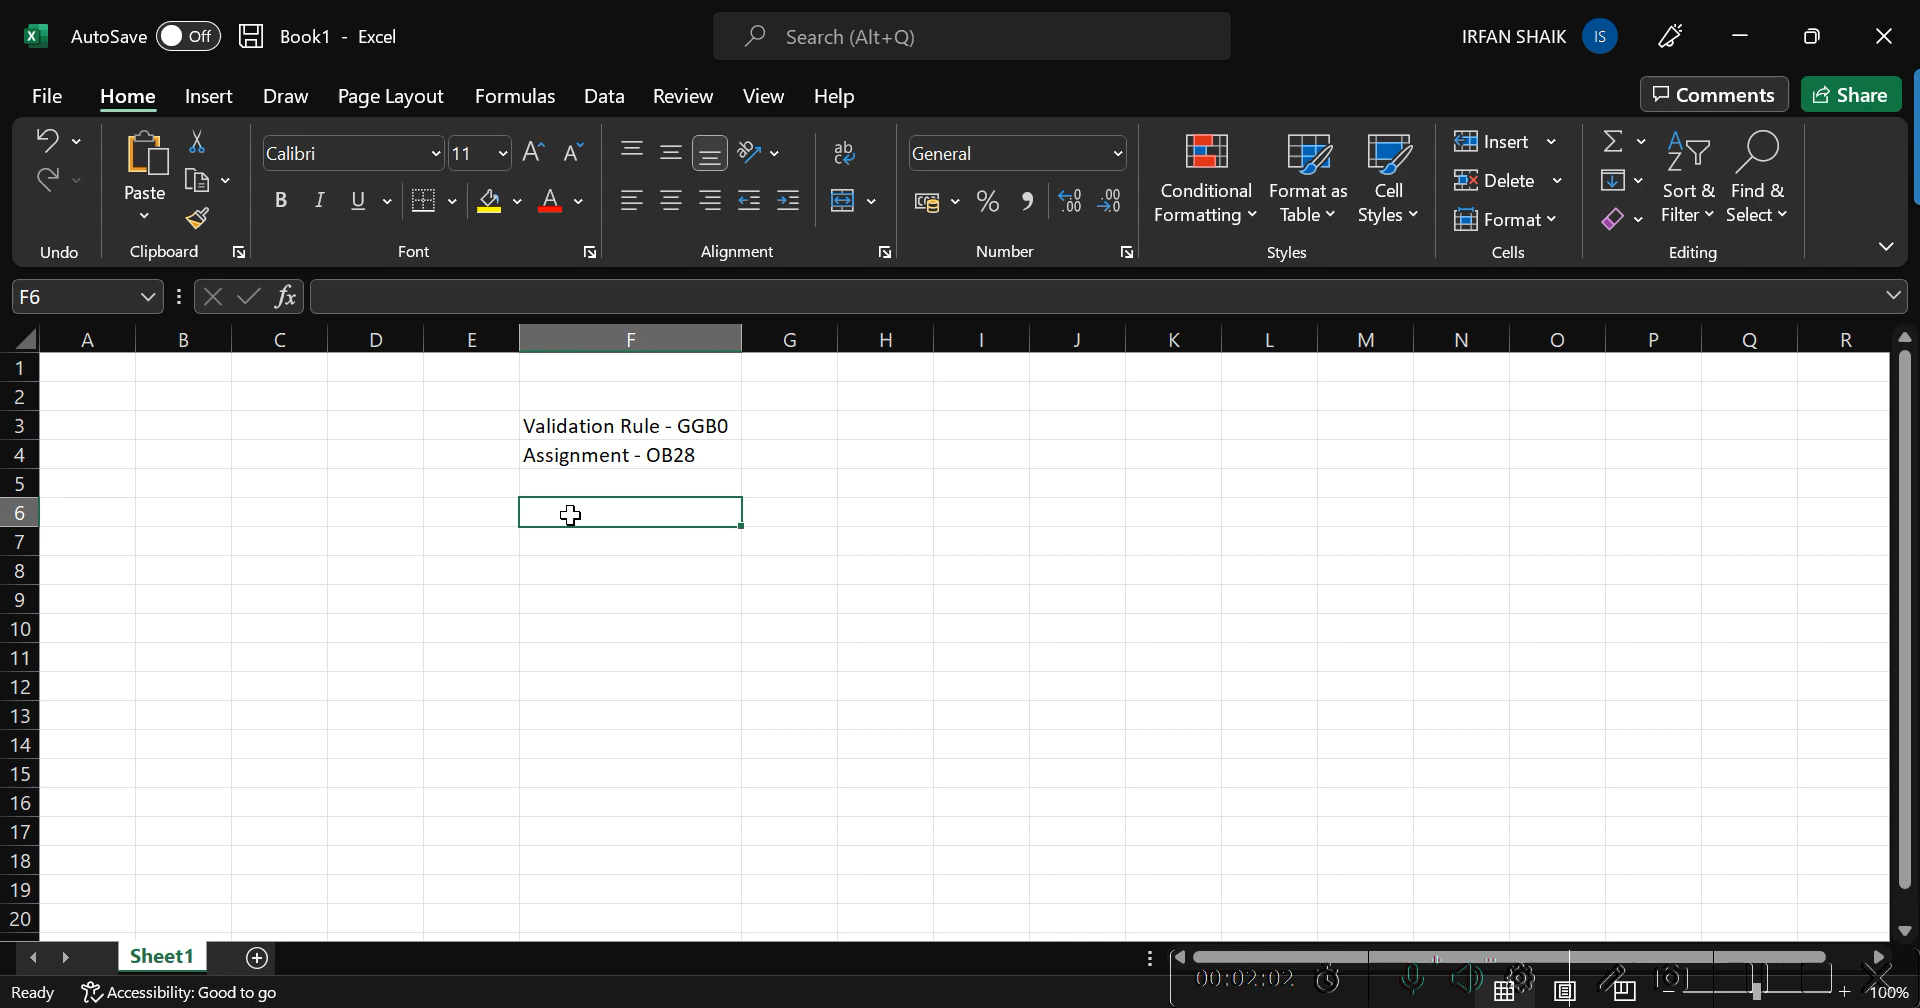 AutoSave Off Book1 - Excel Search (Alt+Q) IRFAN SHAIK IS
File Home Insert Draw Page Layout Formulas Data Review View Help Comments Share
Calibri 11 General Insert
Paste Conditional Formatting Format as Table Cell Styles Delete Sort & Filter Find & Select
Format
Undo Clipboard Font Alignment Number Styles Cells Editing
F6 fx
A B C D E F G H I J K L M N O P Q R
1
2
3 Validation Rule - GGB0
4 Assignment - OB28
5
6
7
8
9
10
11
12
13
14
15
16
17
18
19
20
Sheet1
00:02:02
Ready Accessibility: Good to go 100%